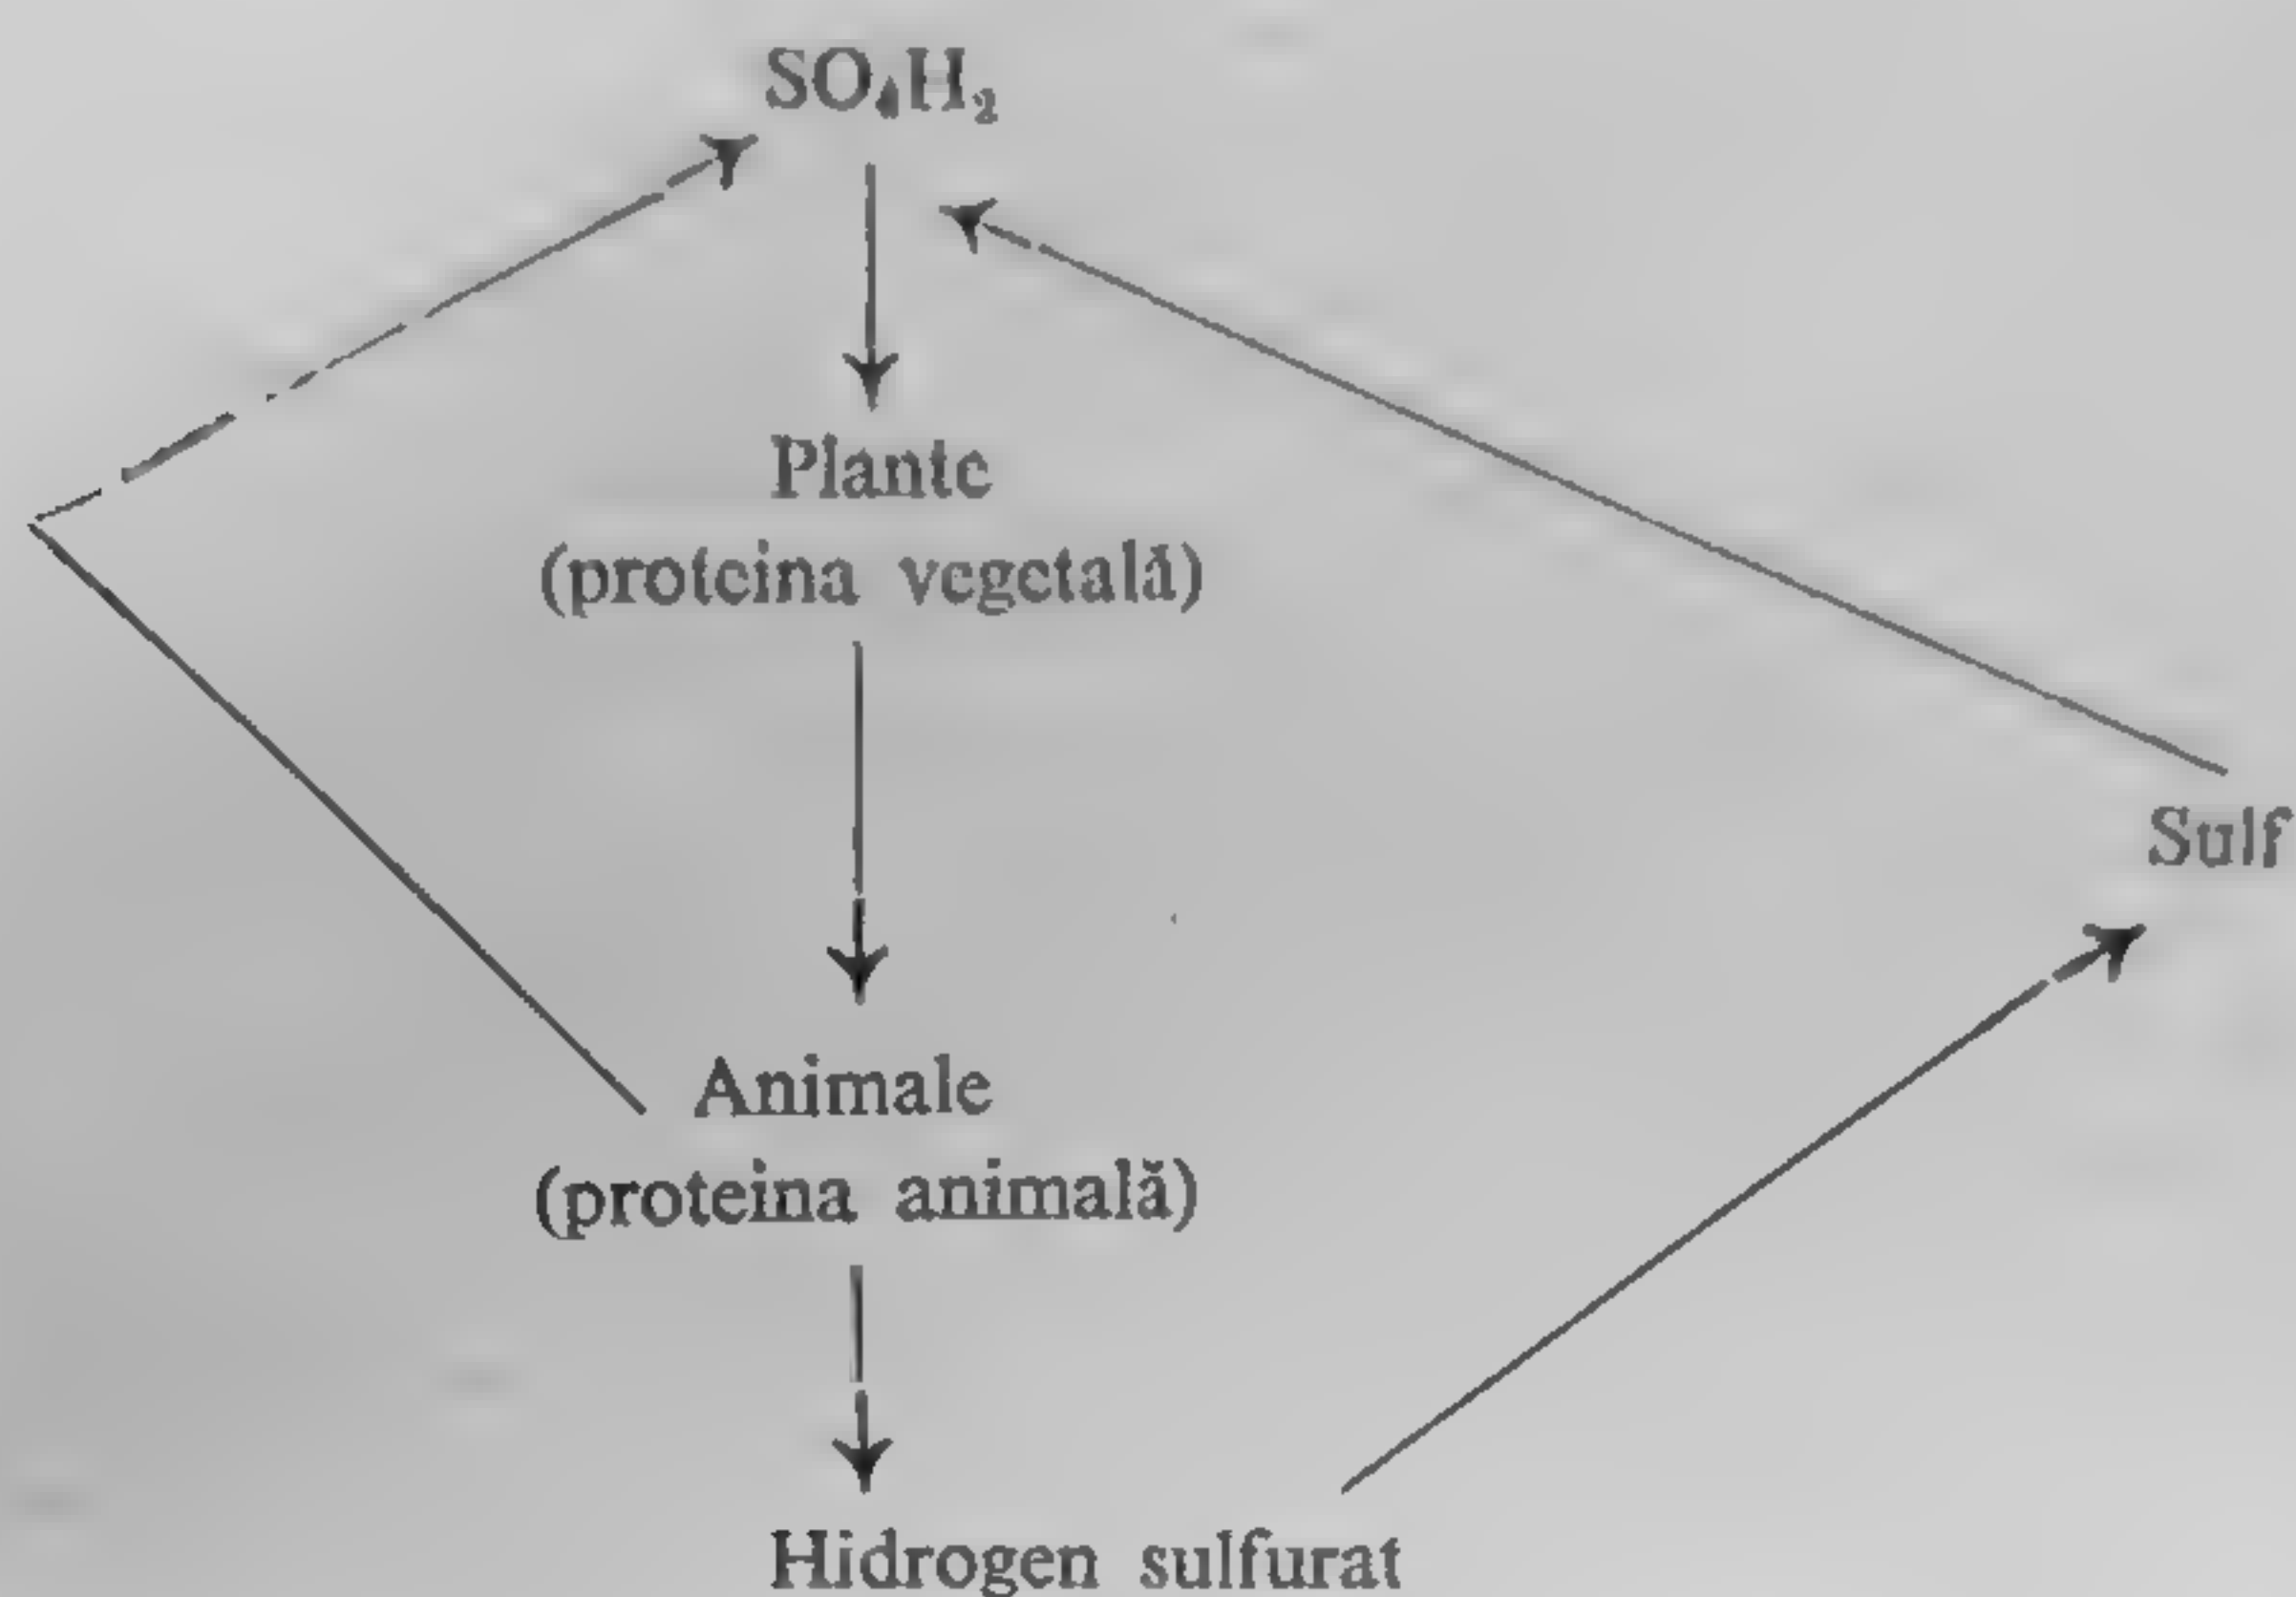 SO₄H₂
Plante
(proteina vegetală)
Sulf
Animale
(proteina animală)
Hidrogen sulfurat